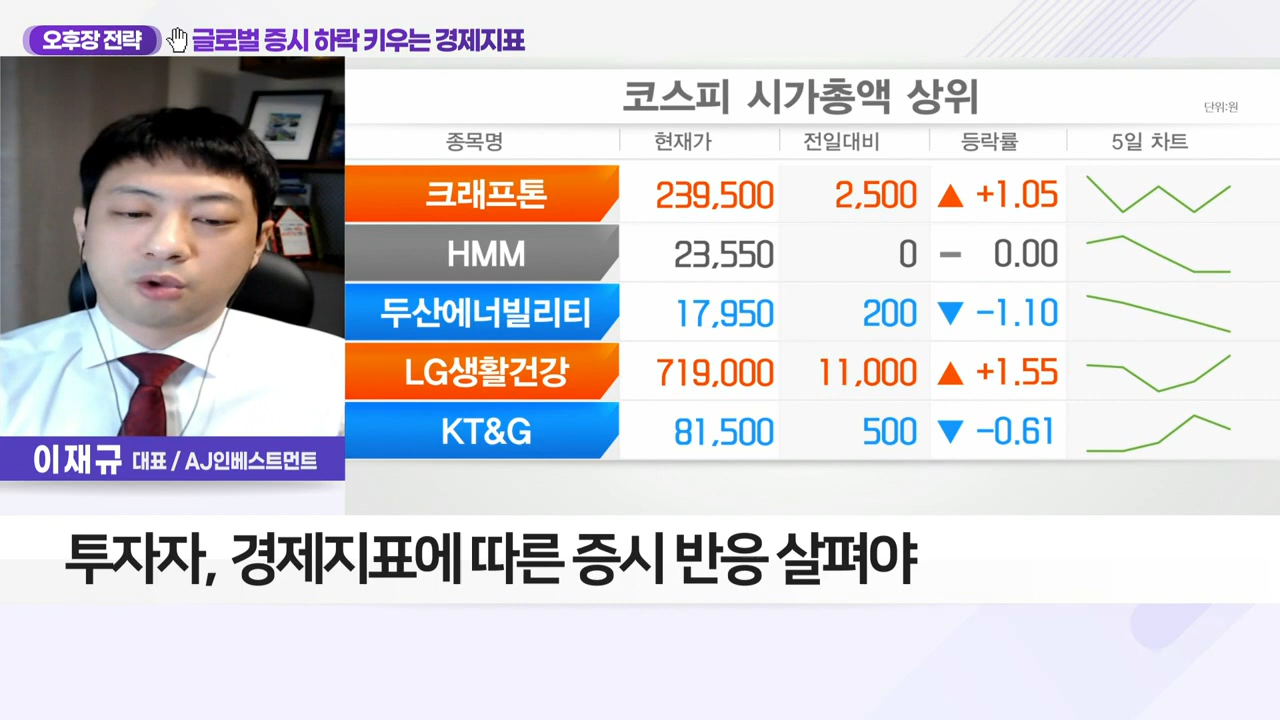 오후장 전략 글로벌 증시 하락 키우는 경제지표
코스피 시가총액 상위
단위:원
종목명 현재가 전일대비 등락률 5일 차트
크래프톤 239,500 2,500 ▲ +1.05
HMM 23,550 0 − 0.00
두산에너빌리티 17,950 200 ▼ −1.10
LG생활건강 719,000 11,000 ▲ +1.55
KT&G 81,500 500 ▼ −0.61
이재규 대표 / AJ인베스트먼트
투자자, 경제지표에 따른 증시 반응 살펴야